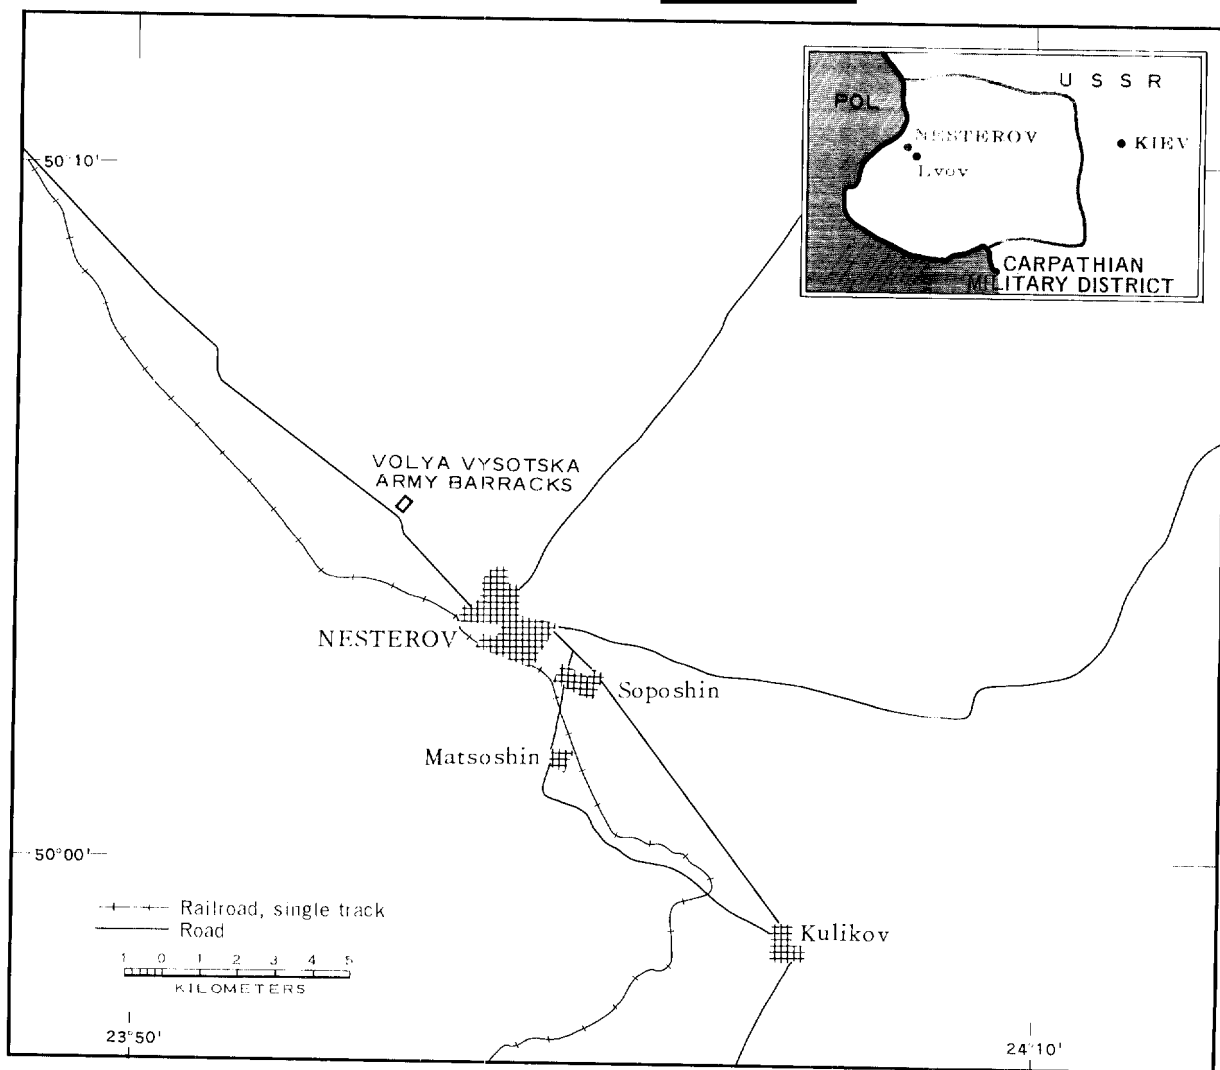 U S S R
POL
NESTEROV
KIEV
Lvov
CARPATHIAN
MILITARY DISTRICT
50°10'
VOLYA VYSOTSKA
ARMY BARRACKS
NESTEROV
Soposhin
Matsoshin
50°00'
Railroad, single track
Road
1 0 1 2 3 4 5
KILOMETERS
Kulikov
23°50'
24°10'